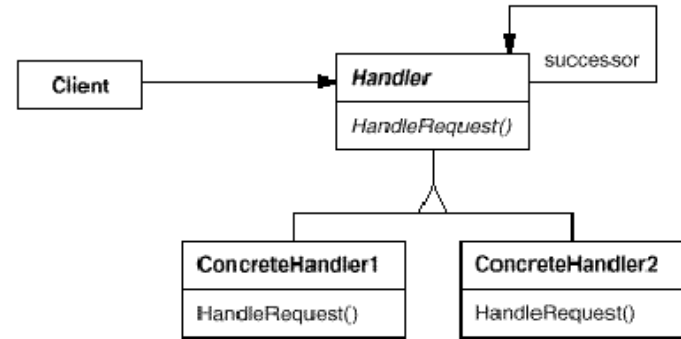 Client
Handler
successor
HandleRequest()
ConcreteHandler1
HandleRequest()
ConcreteHandler2
HandleRequest()